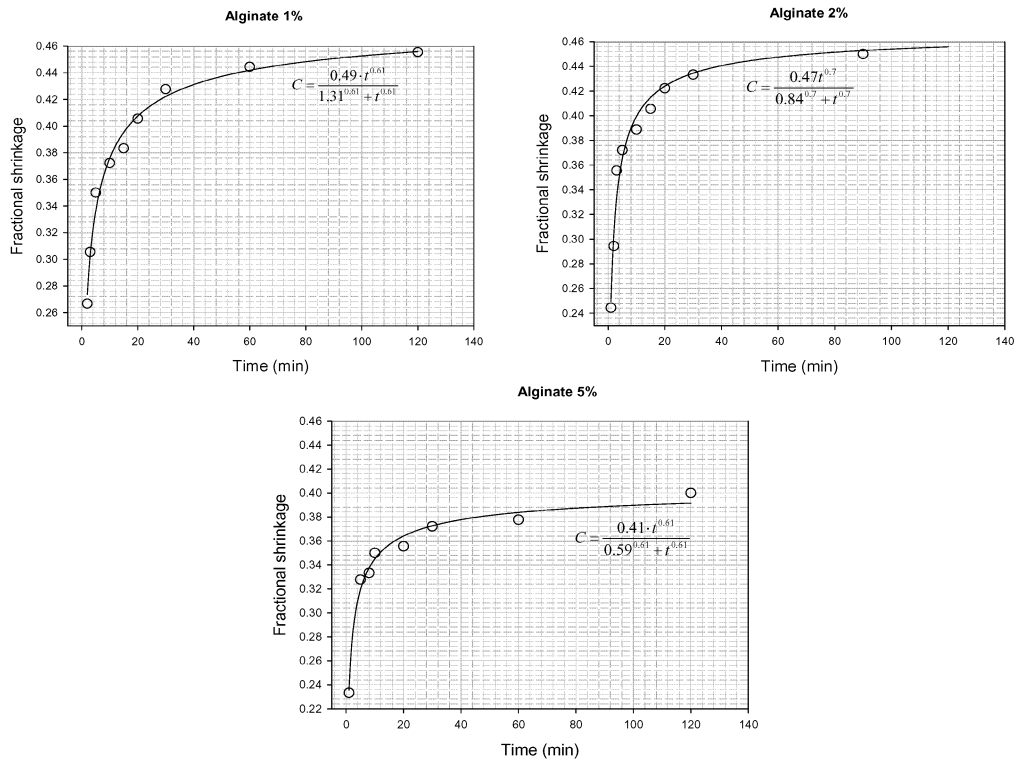 Alginate 1%
0.46
0.44
0.42
0.40
0.38
0.36
0.34
0.32
0.30
0.28
0.26
Fractional shrinkage
C = 0.49·t^0.61 / 1.31^0.61 + t^0.61
0 20 40 60 80 100 120 140
Time (min)
Alginate 2%
0.46
0.44
0.42
0.40
0.38
0.36
0.34
0.32
0.30
0.28
0.26
0.24
Fractional shrinkage
C = 0.47t^0.7 / 0.84^0.7 + t^0.7
0 20 40 60 80 100 120 140
Time (min)
Alginate 5%
0.46
0.44
0.42
0.40
0.38
0.36
0.34
0.32
0.30
0.28
0.26
0.24
0.22
Fractional shrinkage
C = 0.41·t^0.61 / 0.59^0.61 + t^0.61
0 20 40 60 80 100 120 140
Time (min)